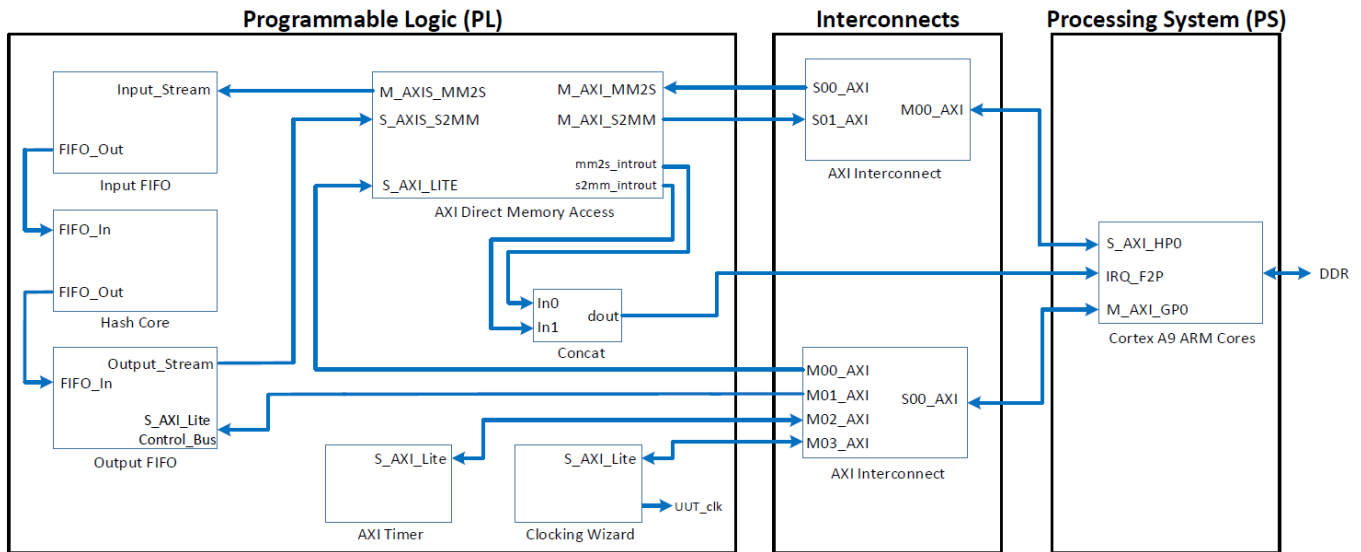 Programmable Logic (PL)
Interconnects
Processing System (PS)
Input_Stream
FIFO_Out
Input FIFO
M_AXIS_MM2S
M_AXI_MM2S
S_AXIS_S2MM
M_AXI_S2MM
mm2s_introut
s2mm_introut
S_AXI_LITE
AXI Direct Memory Access
S00_AXI
S01_AXI
M00_AXI
AXI Interconnect
FIFO_In
FIFO_Out
Hash Core
In0
In1
dout
Concat
S_AXI_HP0
IRQ_F2P
M_AXI_GP0
Cortex A9 ARM Cores
DDR
Output_Stream
FIFO_In
S_AXI_Lite
Control_Bus
Output FIFO
M00_AXI
M01_AXI
M02_AXI
M03_AXI
S00_AXI
AXI Interconnect
S_AXI_Lite
AXI Timer
S_AXI_Lite
UUT_clk
Clocking Wizard